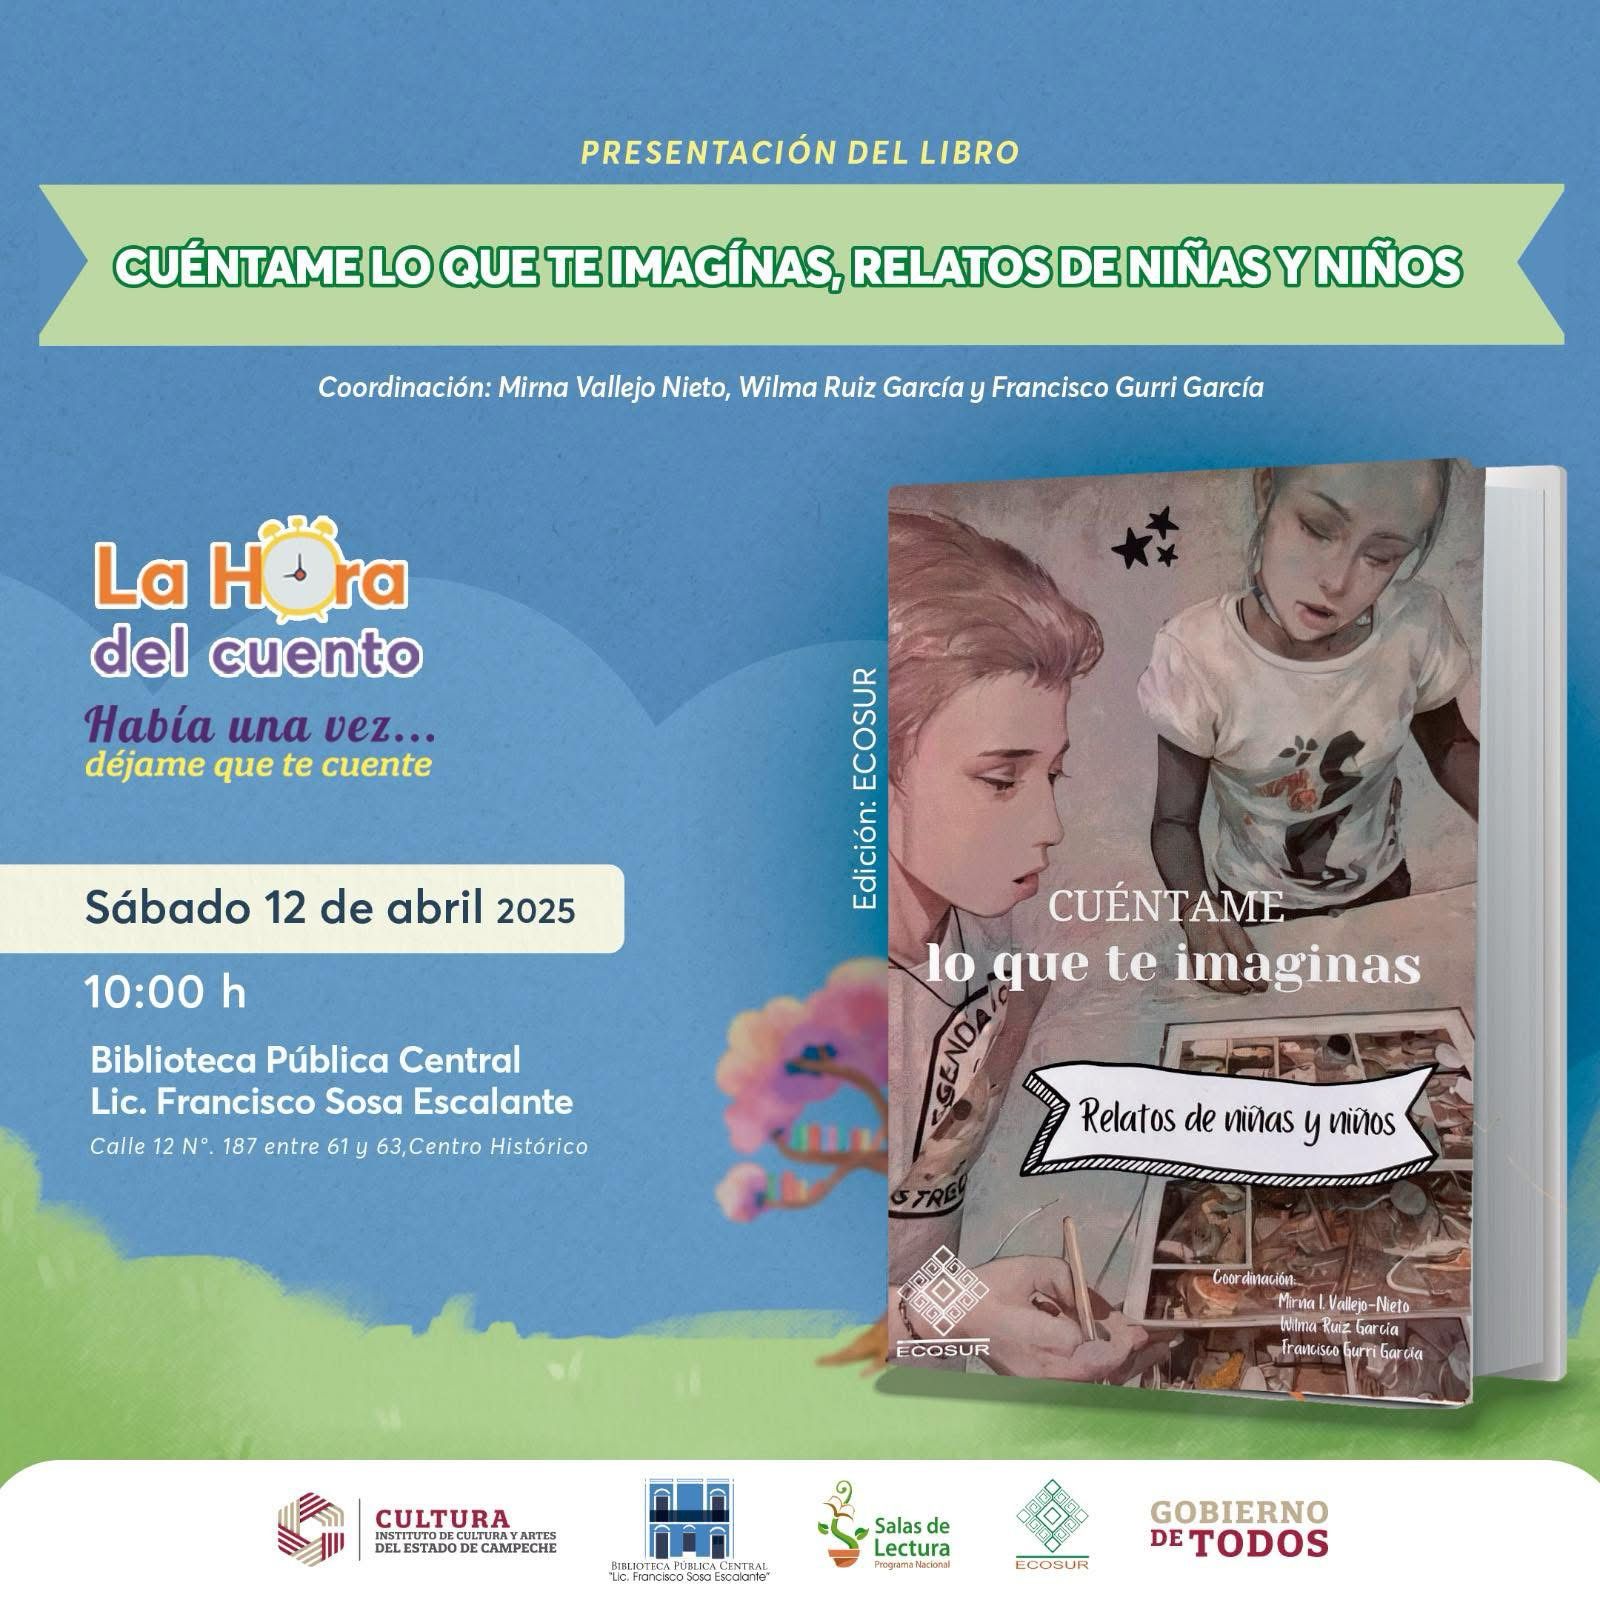 PRESENTACIÓN DEL LIBRO
CUÉNTAME LO QUE TE IMAGÍNAS, RELATOS DE NIÑAS Y NIÑOS
Coordinación: Mirna Vallejo Nieto, Wilma Ruiz García y Francisco Gurri García
La Hora
del cuento
Había una vez...
déjame que te cuente
Sábado 12 de abril 2025
10:00 h
Biblioteca Pública Central
Lic. Francisco Sosa Escalante
Calle 12 N°. 187 entre 61 y 63,Centro Histórico
Edición: ECOSUR
CUÉNTAME
lo que te imaginas
Relatos de niñas y niños
Coordinación:
Mirna I. Vallejo-Nieto
Wilma Ruiz García
Francisco Gurri García
ECOSUR
CULTURA
INSTITUTO DE CULTURA Y ARTES
DEL ESTADO DE CAMPECHE
BIBLIOTECA PÚBLICA CENTRAL
"Lic. Francisco Sosa Escalante"
Salas de
Lectura
Programa Nacional
ECOSUR
GOBIERNO
DE TODOS